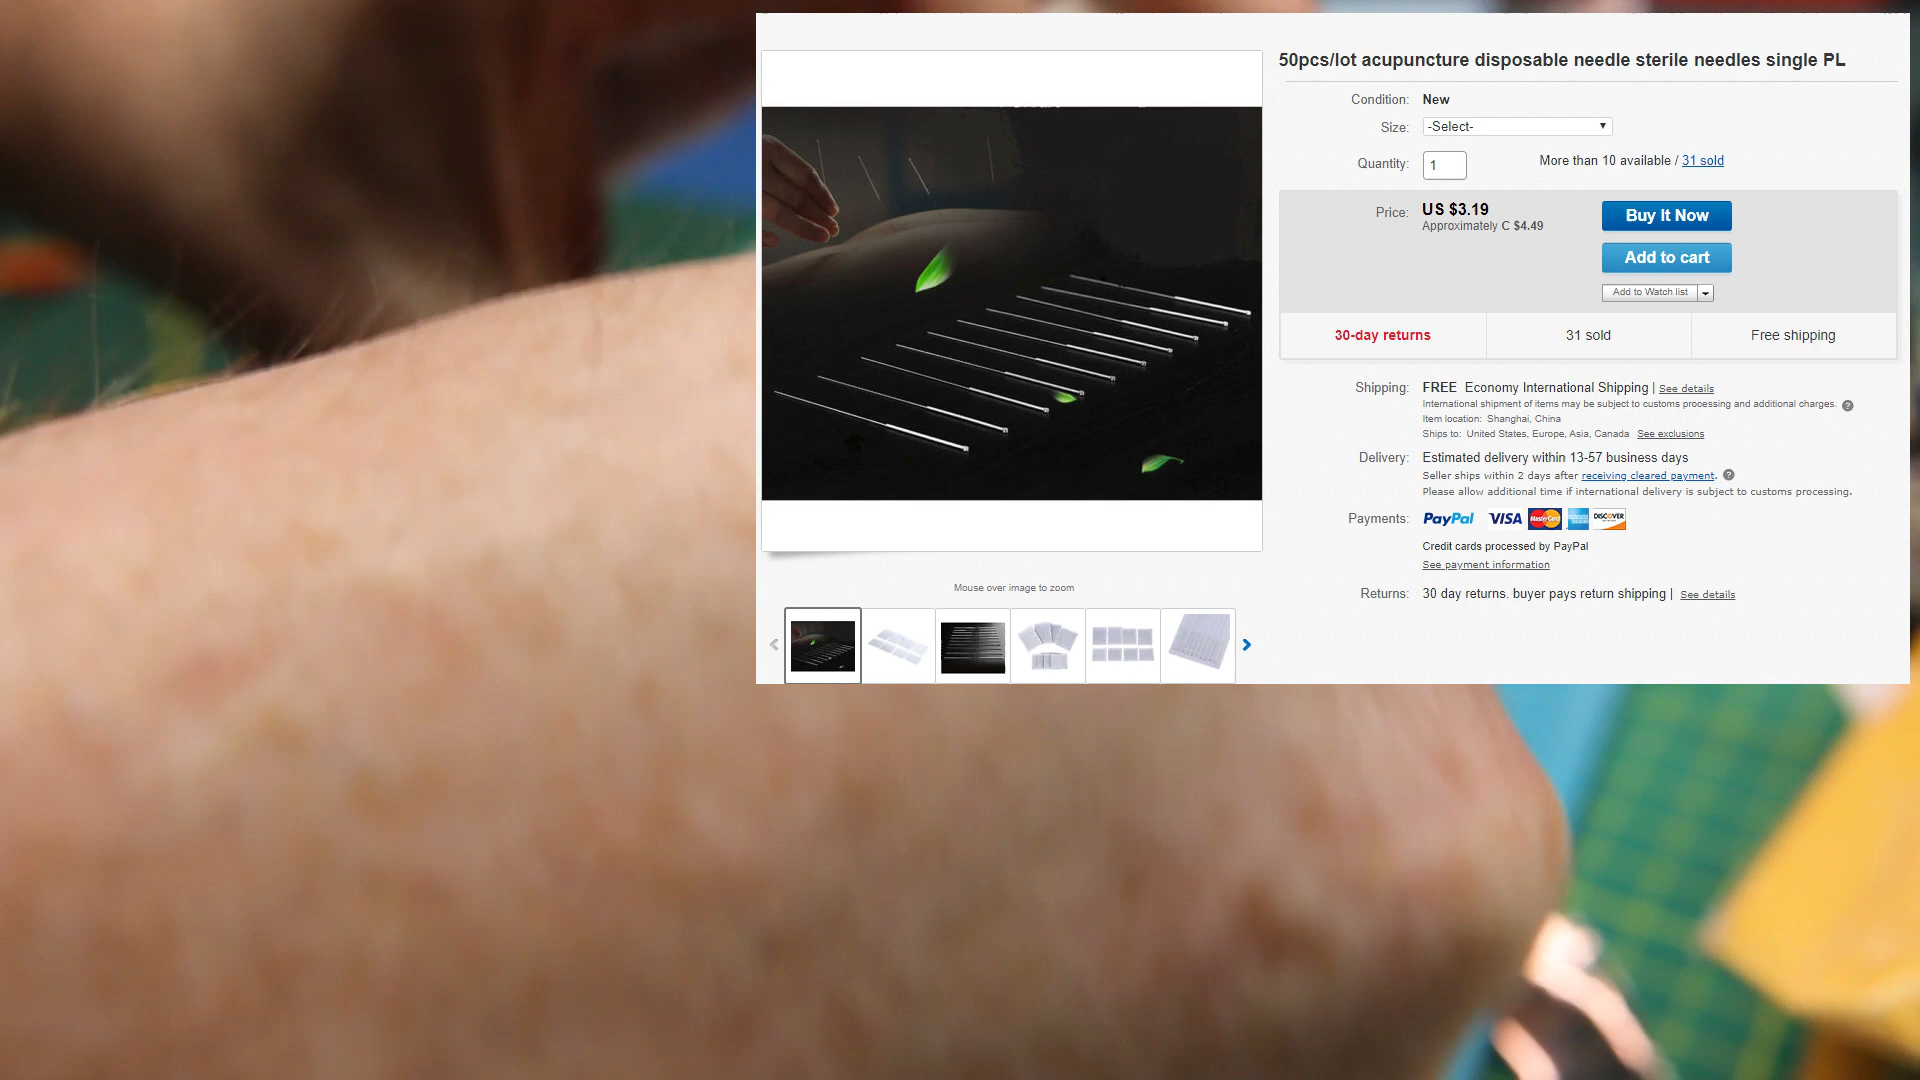 50pcs/lot acupuncture disposable needle sterile needles single PL
Condition: New
Size: -Select-
Quantity: 1 More than 10 available / 31 sold
Price: US $3.19
Approximately C $4.49
Buy It Now
Add to cart
Add to Watch list
30-day returns 31 sold Free shipping
Shipping: FREE Economy International Shipping | See details
International shipment of items may be subject to customs processing and additional charges. ?
Item location: Shanghai, China
Ships to: United States, Europe, Asia, Canada See exclusions
Delivery: Estimated delivery within 13-57 business days
Seller ships within 2 days after receiving cleared payment. ?
Please allow additional time if international delivery is subject to customs processing.
Payments: PayPal VISA MasterCard DISCOVER
Credit cards processed by PayPal
See payment information
Returns: 30 day returns. buyer pays return shipping | See details
Mouse over image to zoom